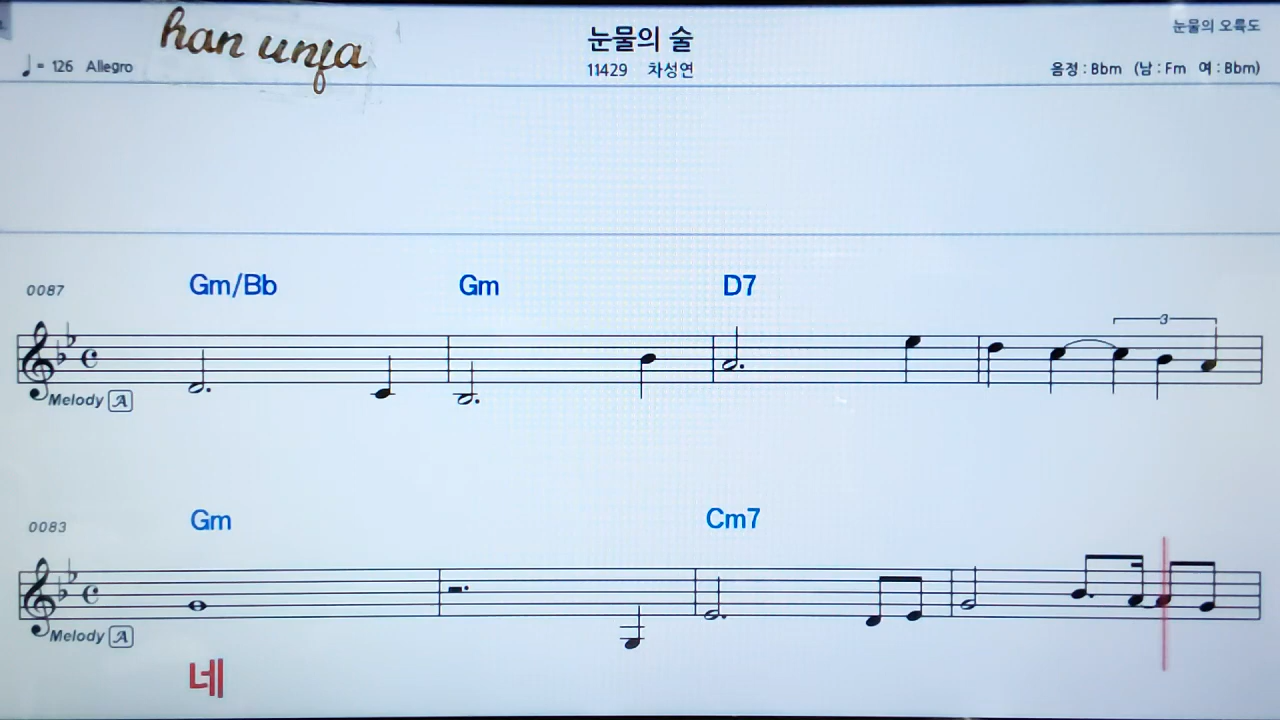 han unfa
눈물의 술
눈물의 오륙도
♩ = 126 Allegro
11429 차성연
음정 : Bbm (남 : Fm 여 : Bbm)
0087
Gm/Bb Gm D7
3
Melody A
0083
Gm Cm7
Melody A
네